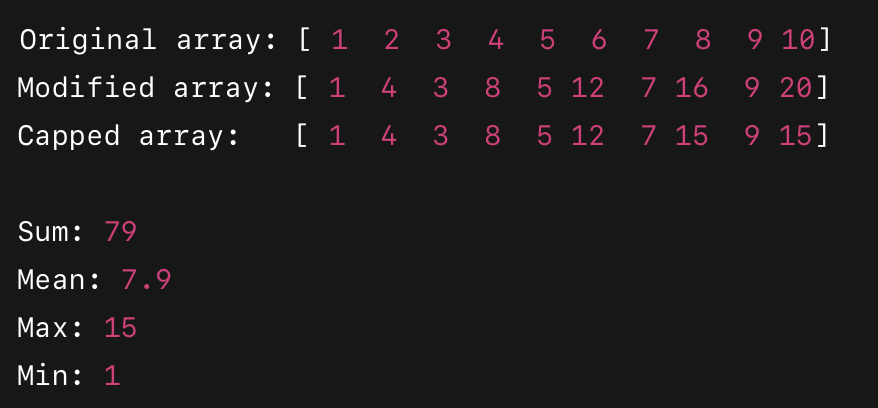 Original array: [ 1  2  3  4  5  6  7  8  9 10]
Modified array: [ 1  4  3  8  5 12  7 16  9 20]
Capped array:   [ 1  4  3  8  5 12  7 15  9 15]

Sum: 79
Mean: 7.9
Max: 15
Min: 1